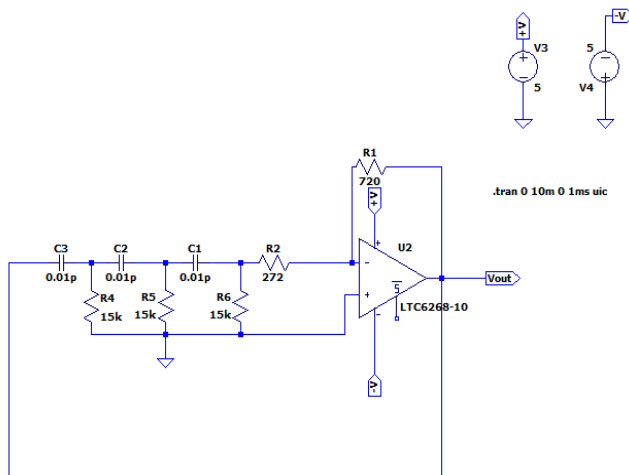 -V
+V
V3
5
5
V4
R1
720
.tran 0 10m 0 1ms uic
+V
U2
C3
0.01p
C2
0.01p
C1
0.01p
R2
272
R4
15k
R5
15k
R6
15k
Vout
LTC6268-10
-V